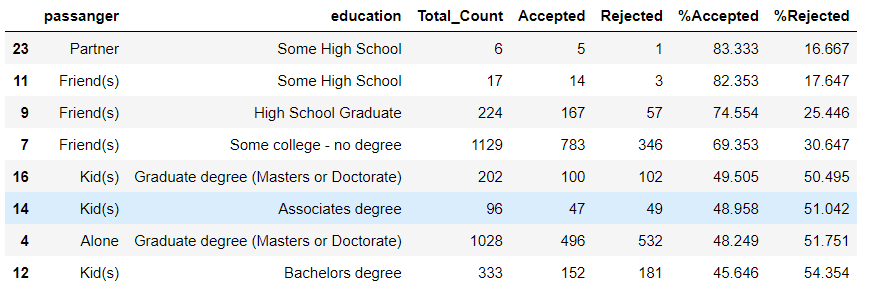 passanger education Total_Count Accepted Rejected %Accepted %Rejected
23 Partner Some High School 6 5 1 83.333 16.667
11 Friend(s) Some High School 17 14 3 82.353 17.647
9 Friend(s) High School Graduate 224 167 57 74.554 25.446
7 Friend(s) Some college - no degree 1129 783 346 69.353 30.647
16 Kid(s) Graduate degree (Masters or Doctorate) 202 100 102 49.505 50.495
14 Kid(s) Associates degree 96 47 49 48.958 51.042
4 Alone Graduate degree (Masters or Doctorate) 1028 496 532 48.249 51.751
12 Kid(s) Bachelors degree 333 152 181 45.646 54.354